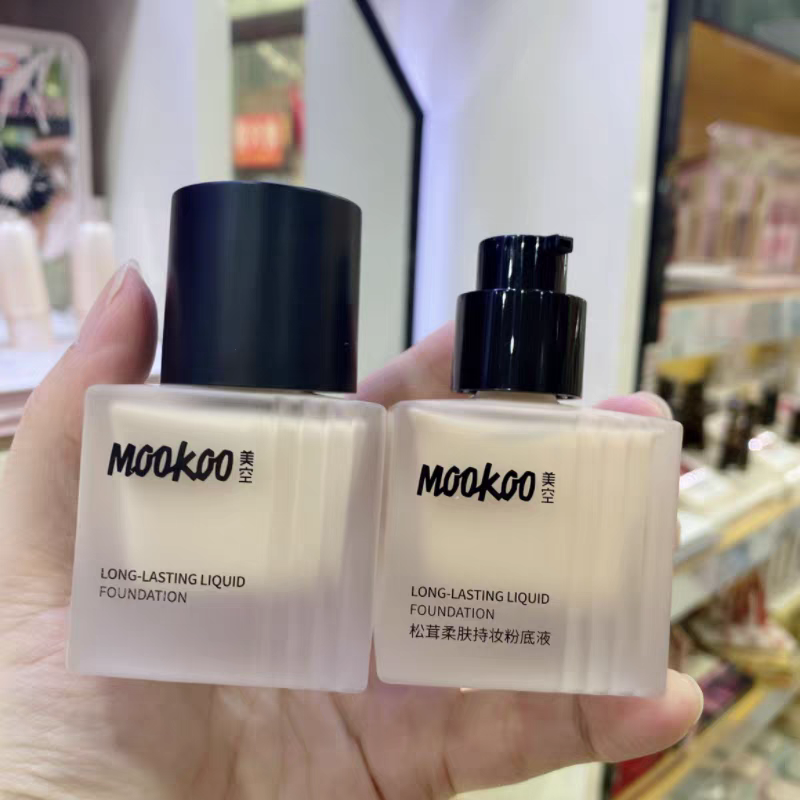 MOOKOO 美空
LONG-LASTING LIQUID
FOUNDATION
MOOKOO 美空
LONG-LASTING LIQUID
FOUNDATION
松茸柔肤持妆粉底液